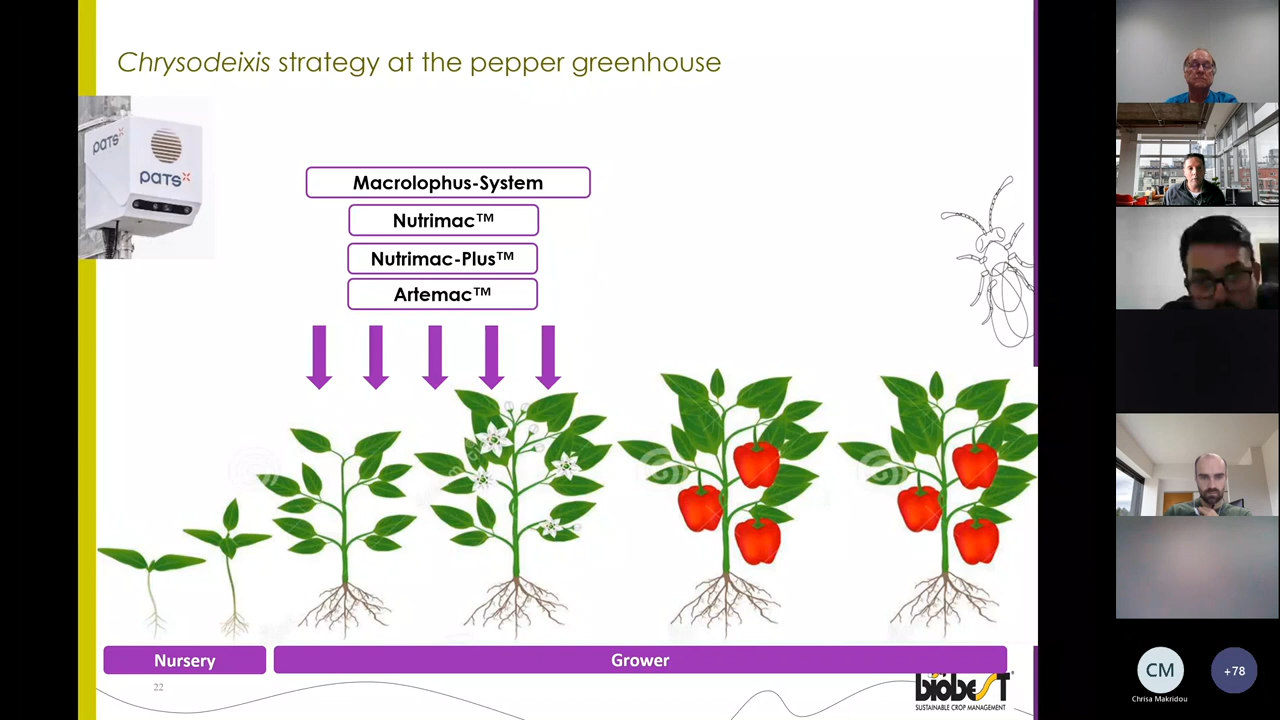 Chrysodeixis strategy at the pepper greenhouse
PATS
PATS
Macrolophus-System
Nutrimac™
Nutrimac-Plus™
Artemac™
Nursery
Grower
22
biobest
SUSTAINABLE CROP MANAGEMENT
CM
Chrisa Makridou
+78